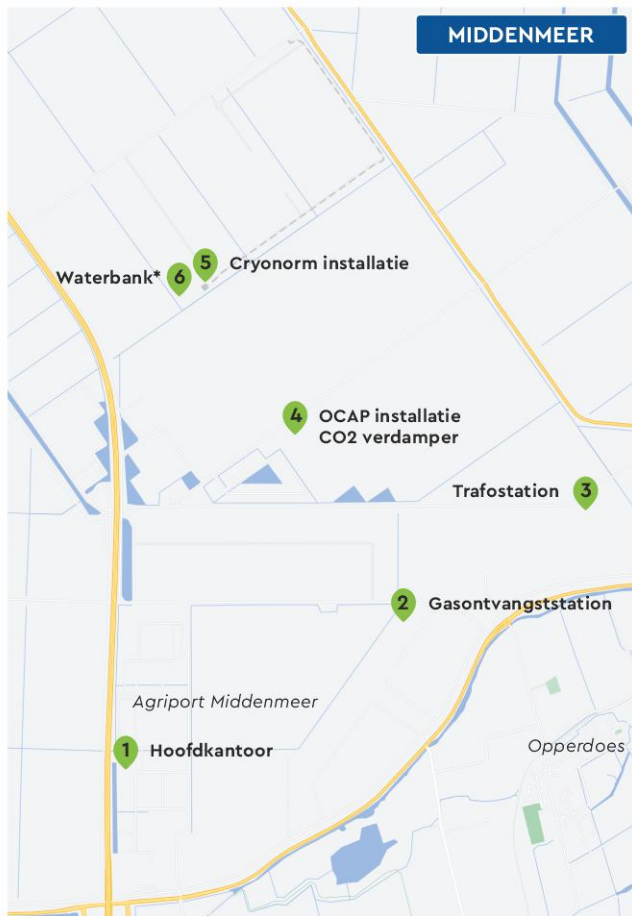 MIDDENMEER
5 Cryonorm installatie
Waterbank* 6
4 OCAP installatie
CO2 verdamper
Trafostation 3
2 Gasontvangststation
Agriport Middenmeer
1 Hoofdkantoor
Opperdoes